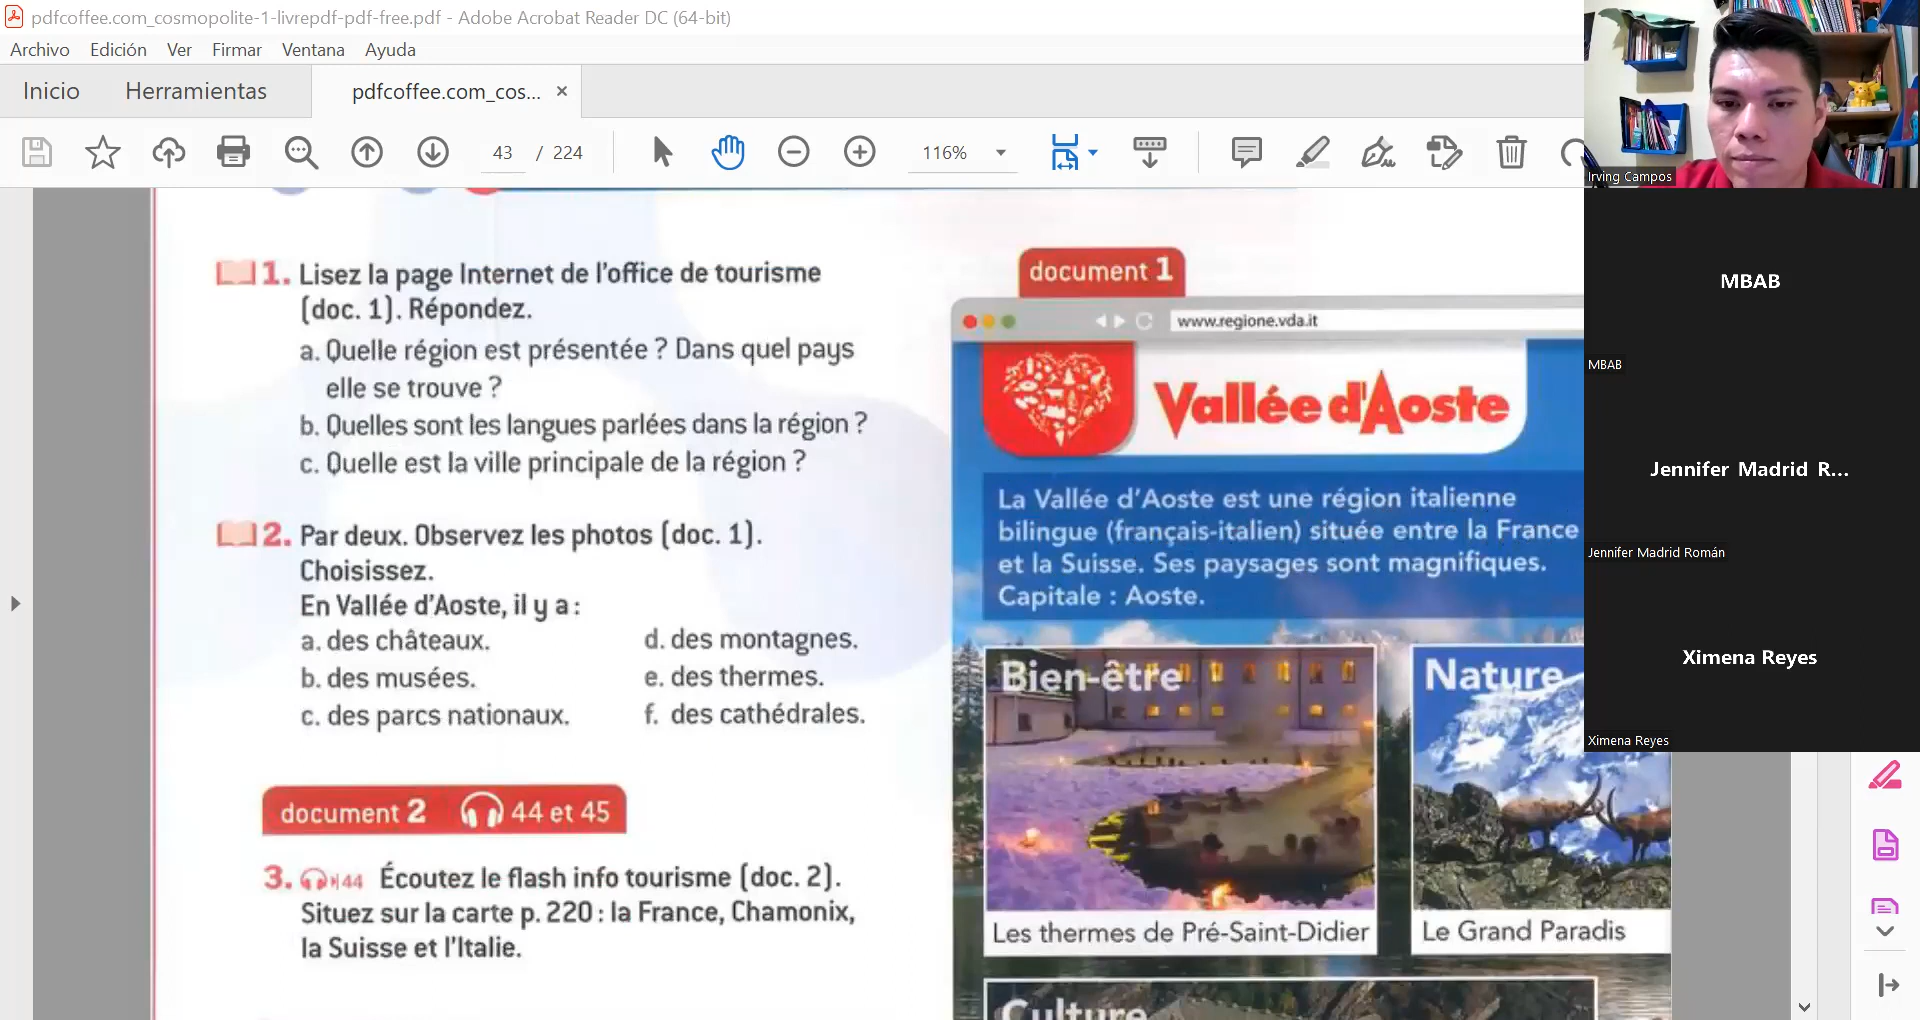 pdfcoffee.com_cosmopolite-1-livrepdf-pdf-free.pdf - Adobe Acrobat Reader DC (64-bit)
Archivo Edición Ver Firmar Ventana Ayuda
Inicio Herramientas pdfcoffee.com_cos... ×
43 / 224 116%
1. Lisez la page Internet de l'office de tourisme
(doc. 1). Répondez.
a. Quelle région est présentée ? Dans quel pays
elle se trouve ?
b. Quelles sont les langues parlées dans la région ?
c. Quelle est la ville principale de la région ?
2. Par deux. Observez les photos (doc. 1).
Choisissez.
En Vallée d'Aoste, il y a :
a. des châteaux.
b. des musées.
c. des parcs nationaux.
d. des montagnes.
e. des thermes.
f. des cathédrales.
document 2 44 et 45
3. 44 Écoutez le flash info tourisme (doc. 2).
Situez sur la carte p. 220 : la France, Chamonix,
la Suisse et l'Italie.
document 1
www.regione.vda.it
Vallée d'Aoste
La Vallée d'Aoste est une région italienne
bilingue (français-italien) située entre la France
et la Suisse. Ses paysages sont magnifiques.
Capitale : Aoste.
Bien-être
Les thermes de Pré-Saint-Didier
Nature
Le Grand Paradis
Culture
Irving Campos
MBAB
MBAB
Jennifer Madrid R...
Jennifer Madrid Román
Ximena Reyes
Ximena Reyes